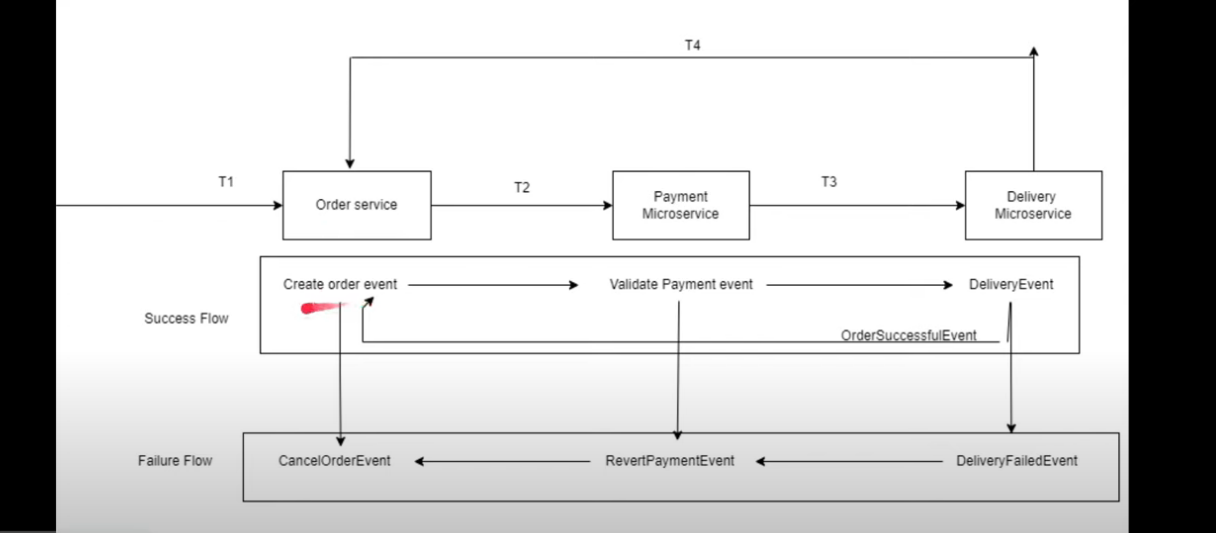 T4
T1
T2
T3
Order service
Payment
Microservice
Delivery
Microservice
Create order event
Validate Payment event
DeliveryEvent
Success Flow
OrderSuccessfulEvent
Failure Flow
CancelOrderEvent
RevertPaymentEvent
DeliveryFailedEvent